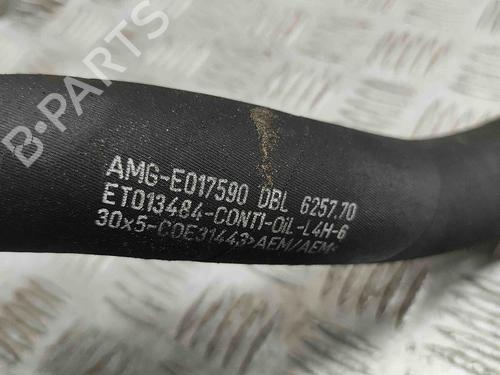 B-PARTS
AMG-E017590 DBL 6257.70
ET013484-CONTI-OiL-L4H-6
30x5-COE31443>AEM/AEM<